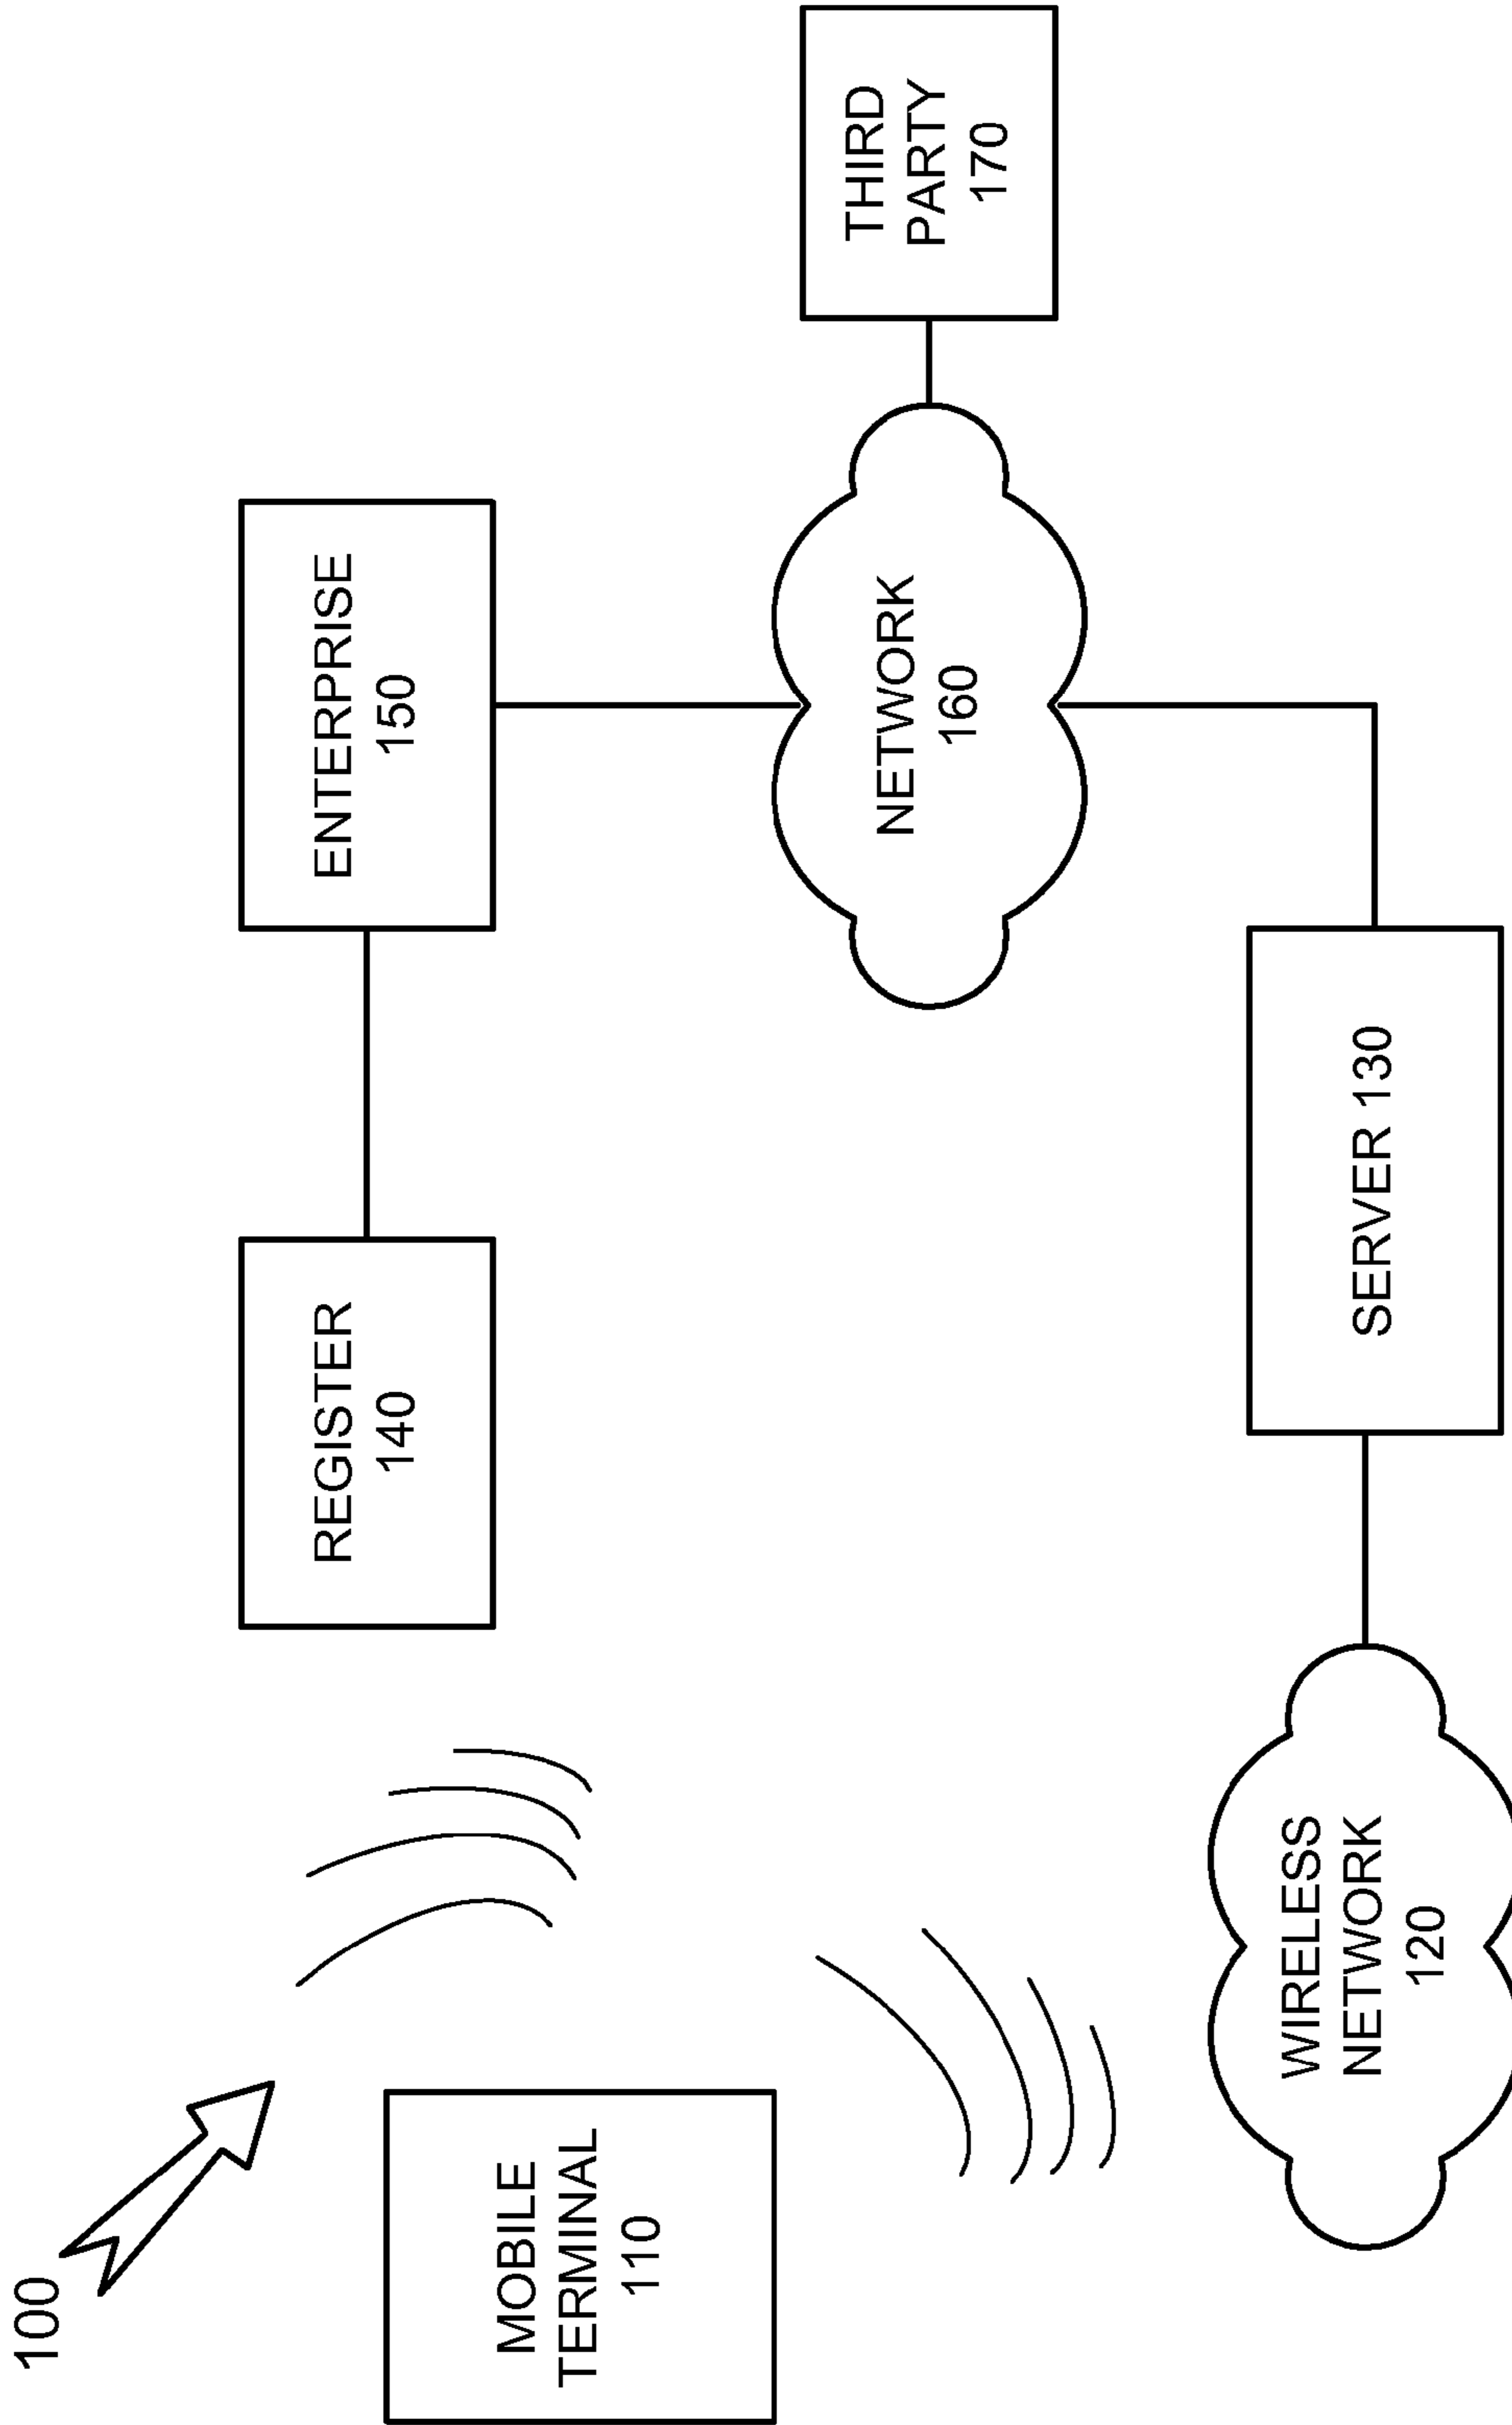 100
MOBILE
TERMINAL
110
REGISTER
140
ENTERPRISE
150
NETWORK
160
THIRD
PARTY
170
WIRELESS
NETWORK
120
SERVER 130